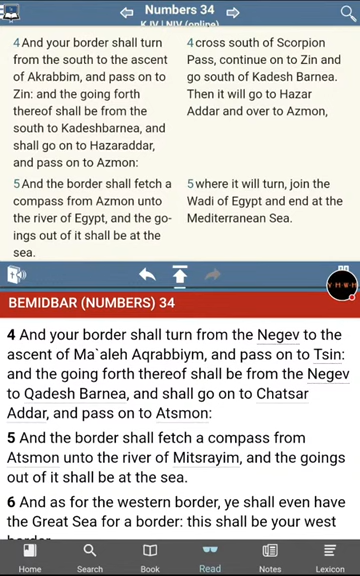 Numbers 34
KJV | NIV (online)
4And your border shall turn
from the south to the ascent
of Akrabbim, and pass on to
Zin: and the going forth
thereof shall be from the
south to Kadeshbarnea, and
shall go on to Hazaraddar,
and pass on to Azmon:
4cross south of Scorpion
Pass, continue on to Zin and
go south of Kadesh Barnea.
Then it will go to Hazar
Addar and over to Azmon,
5And the border shall fetch a
compass from Azmon unto
the river of Egypt, and the go-
ings out of it shall be at the
sea.
5where it will turn, join the
Wadi of Egypt and end at the
Mediterranean Sea.
Y·M·W·M
BEMIDBAR (NUMBERS) 34
4 And your border shall turn from the Negev to the
ascent of Ma`aleh Aqrabbiym, and pass on to Tsin:
and the going forth thereof shall be from the Negev
to Qadesh Barnea, and shall go on to Chatsar
Addar, and pass on to Atsmon:
5 And the border shall fetch a compass from
Atsmon unto the river of Mitsrayim, and the goings
out of it shall be at the sea.
6 And as for the western border, ye shall even have
the Great Sea for a border: this shall be your west
border.
Home
Search
Book
Read
Notes
Lexicon